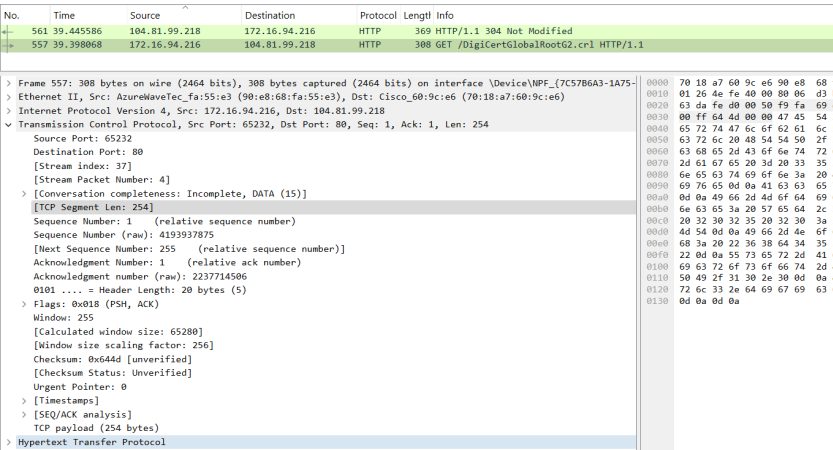 No. Time Source Destination Protocol Lengtl Info
561 39.445586 104.81.99.218 172.16.94.216 HTTP 369 HTTP/1.1 304 Not Modified
557 39.398068 172.16.94.216 104.81.99.218 HTTP 308 GET /DigiCertGlobalRootG2.crl HTTP/1.1
Frame 557: 308 bytes on wire (2464 bits), 308 bytes captured (2464 bits) on interface \Device\NPF_{7C57B6A3-1A75-
Ethernet II, Src: AzureWaveTec_fa:55:e3 (90:e8:68:fa:55:e3), Dst: Cisco_60:9c:e6 (70:18:a7:60:9c:e6)
Internet Protocol Version 4, Src: 172.16.94.216, Dst: 104.81.99.218
Transmission Control Protocol, Src Port: 65232, Dst Port: 80, Seq: 1, Ack: 1, Len: 254
Source Port: 65232
Destination Port: 80
[Stream index: 37]
[Stream Packet Number: 4]
[Conversation completeness: Incomplete, DATA (15)]
[TCP Segment Len: 254]
Sequence Number: 1 (relative sequence number)
Sequence Number (raw): 4193937875
[Next Sequence Number: 255 (relative sequence number)]
Acknowledgment Number: 1 (relative ack number)
Acknowledgment number (raw): 2237714506
0101 .... = Header Length: 20 bytes (5)
Flags: 0x018 (PSH, ACK)
Window: 255
[Calculated window size: 65280]
[Window size scaling factor: 256]
Checksum: 0x644d [unverified]
[Checksum Status: Unverified]
Urgent Pointer: 0
[Timestamps]
[SEQ/ACK analysis]
TCP payload (254 bytes)
Hypertext Transfer Protocol
0000 70 18 a7 60 9c e6 90 e8 68
0010 01 26 4e fe 40 00 80 06 d3
0020 63 da fe d0 00 50 f9 fa 69
0030 00 ff 64 4d 00 00 47 45 54
0040 65 72 74 47 6c 6f 62 61 6c
0050 63 72 6c 20 48 54 54 50 2f
0060 63 68 65 2d 43 6f 6e 74 72
0070 2d 61 67 65 20 3d 20 33 35
0080 6e 65 63 74 69 6f 6e 3a 20
0090 69 76 65 0d 0a 41 63 63 65
00a0 0d 0a 49 66 2d 4d 6f 64 69
00b0 6e 63 65 3a 20 57 65 64 2c
00c0 20 32 30 32 35 20 32 30 3a
00d0 4d 54 0d 0a 49 66 2d 4e 6f
00e0 68 3a 20 22 36 38 64 34 35
00f0 22 0d 0a 55 73 65 72 2d 41
0100 69 63 72 6f 73 6f 66 74 2d
0110 50 49 2f 31 30 2e 30 0d 0a
0120 72 6c 33 2e 64 69 67 69 63
0130 0d 0a 0d 0a